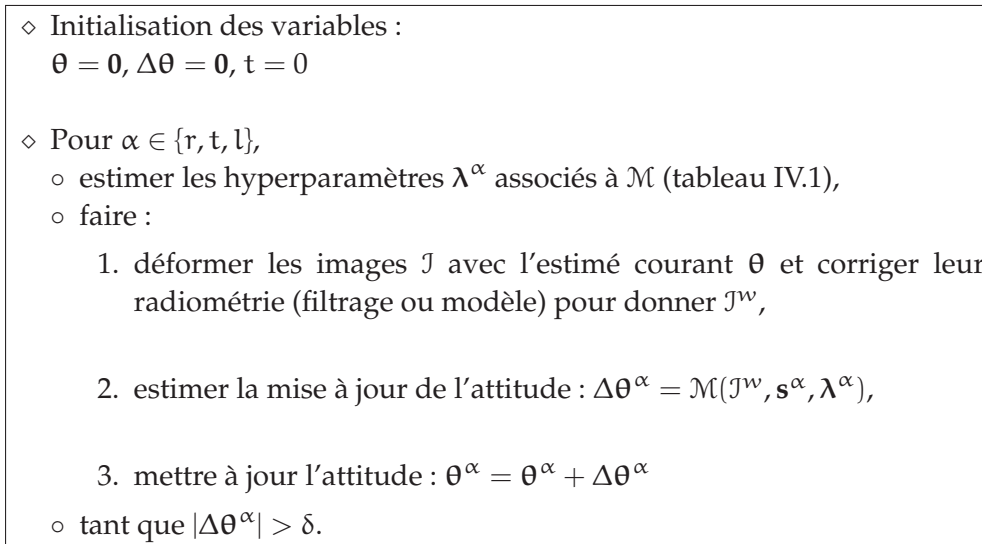 ⋄ Initialisation des variables :
θ = 0, Δθ = 0, t = 0
⋄ Pour α ∈ {r, t, l},
∘ estimer les hyperparamètres λ^α associés à ℳ (tableau IV.1),
∘ faire :
1. déformer les images ℐ avec l'estimé courant θ et corriger leur
radiométrie (filtrage ou modèle) pour donner ℐ^w,
2. estimer la mise à jour de l'attitude : Δθ^α = ℳ(ℐ^w, s^α, λ^α),
3. mettre à jour l'attitude : θ^α = θ^α + Δθ^α
∘ tant que |Δθ^α| > δ.